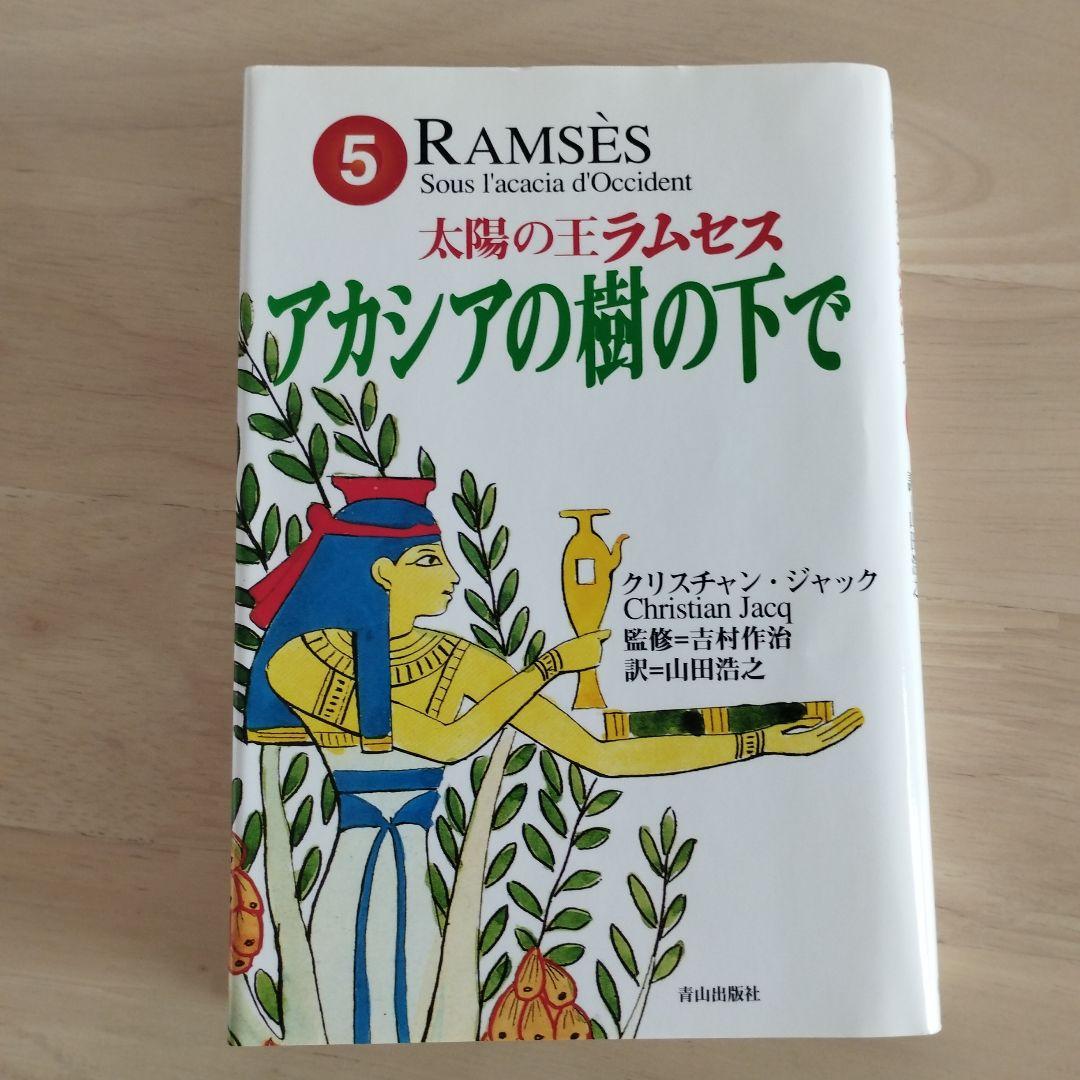 5
RAMSÈS
Sous l'acacia d'Occident
太陽の王ラムセス
アカシアの樹の下で
クリスチャン・ジャック
Christian Jacq
監修=吉村作治
訳=山田浩之
青山出版社